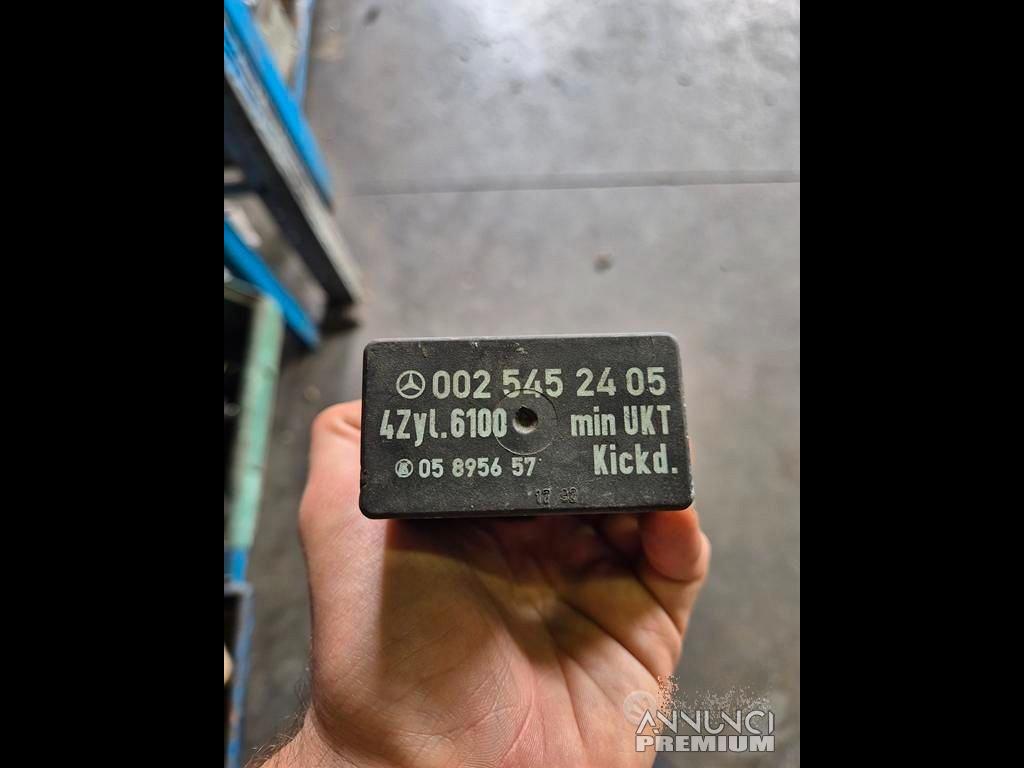 002 545 24 05
4Zyl.6100 min UKT
05 8956 57 Kickd.
ANNUNCI
PREMIUM